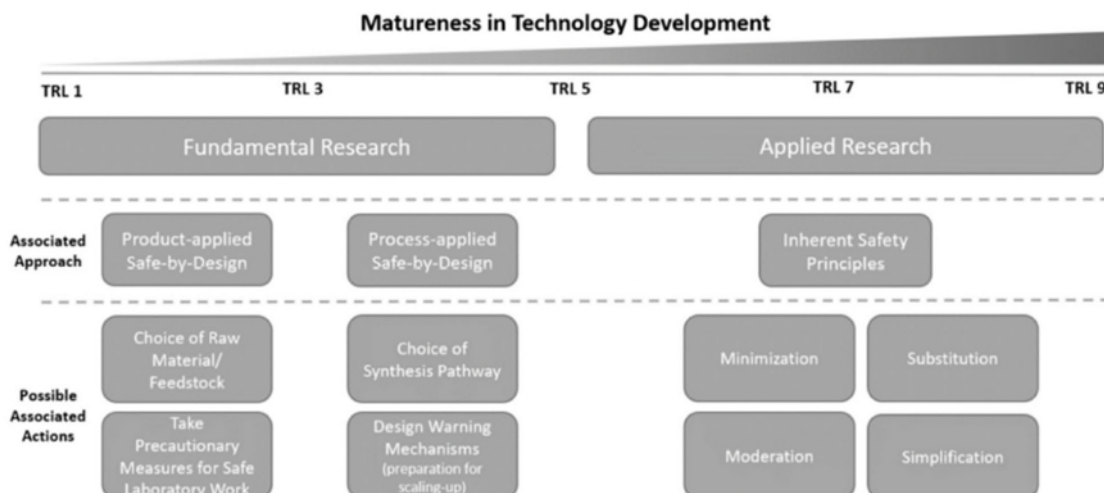 Matureness in Technology Development
TRL 1 TRL 3 TRL 5 TRL 7 TRL 9
Fundamental Research Applied Research
Associated
Approach
Product-applied
Safe-by-Design
Process-applied
Safe-by-Design
Inherent Safety
Principles
Possible
Associated
Actions
Choice of Raw
Material/
Feedstock
Choice of
Synthesis Pathway
Minimization
Substitution
Take
Precautionary
Measures for Safe
Laboratory Work
Design Warning
Mechanisms
(preparation for
scaling-up)
Moderation
Simplification